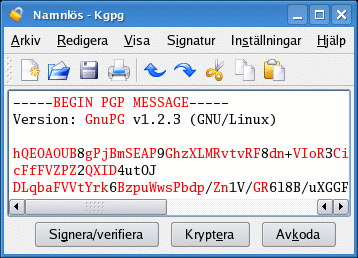 Namnlös - Kgpg
Arkiv Redigera Visa Signatur Inställningar Hjälp
-----BEGIN PGP MESSAGE-----
Version: GnuPG v1.2.3 (GNU/Linux)
hQEOAOUB8gPjBmSEAP9GhzXLMRvtvRF8dn+VIoR3Ci
cFfFVZPZ2QXID4utOJ
DLqbaFVVtYrk6BzpuWwsPbdp/Zn1V/GR618B/uXGGF
Signera/verifiera Kryptera Avkoda